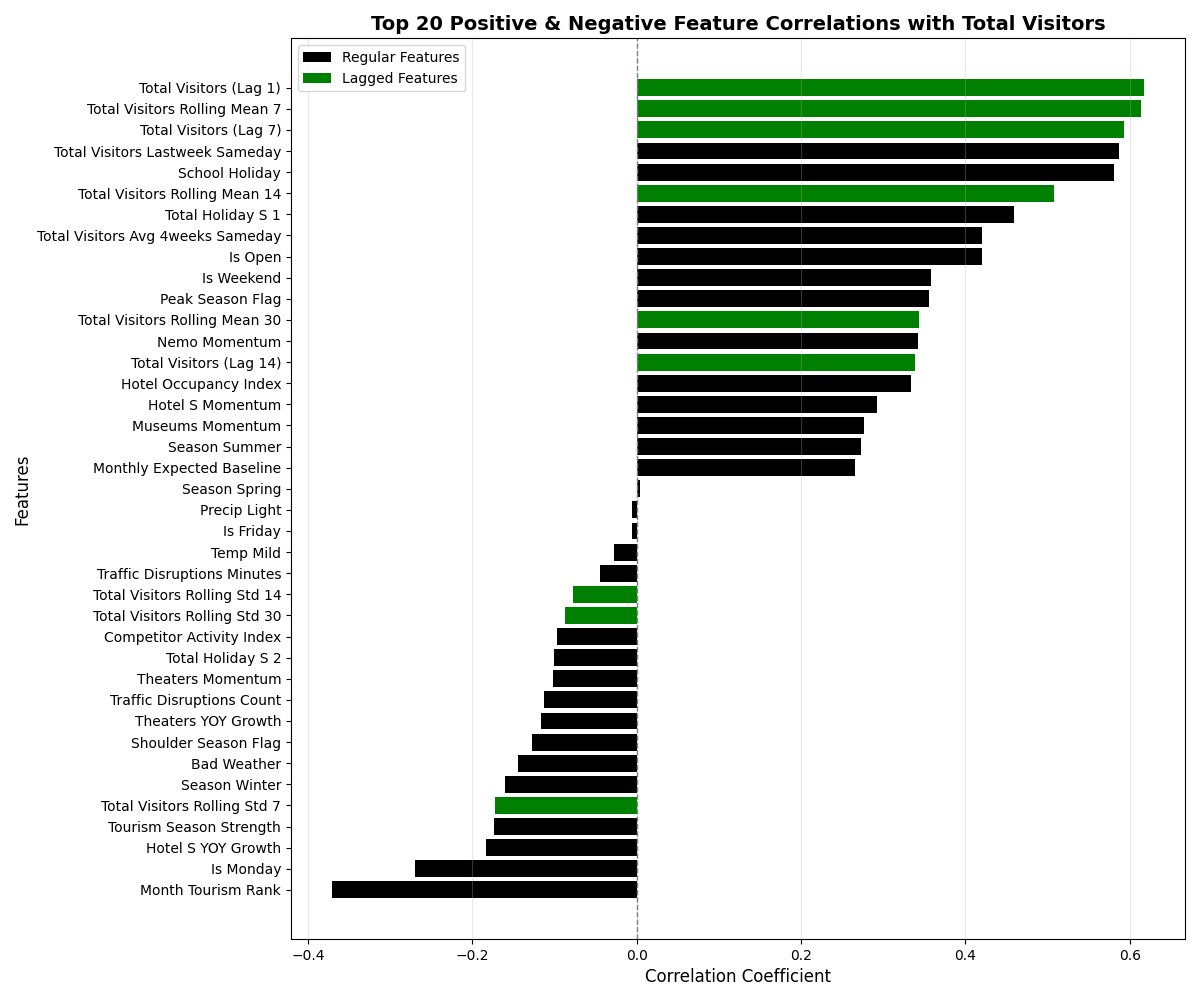 Top 20 Positive & Negative Feature Correlations with Total Visitors
Regular Features
Lagged Features
Total Visitors (Lag 1)
Total Visitors Rolling Mean 7
Total Visitors (Lag 7)
Total Visitors Lastweek Sameday
School Holiday
Total Visitors Rolling Mean 14
Total Holiday S 1
Total Visitors Avg 4weeks Sameday
Is Open
Is Weekend
Peak Season Flag
Total Visitors Rolling Mean 30
Nemo Momentum
Total Visitors (Lag 14)
Hotel Occupancy Index
Hotel S Momentum
Museums Momentum
Season Summer
Monthly Expected Baseline
Season Spring
Precip Light
Is Friday
Temp Mild
Traffic Disruptions Minutes
Total Visitors Rolling Std 14
Total Visitors Rolling Std 30
Competitor Activity Index
Total Holiday S 2
Theaters Momentum
Traffic Disruptions Count
Theaters YOY Growth
Shoulder Season Flag
Bad Weather
Season Winter
Total Visitors Rolling Std 7
Tourism Season Strength
Hotel S YOY Growth
Is Monday
Month Tourism Rank
Features
−0.4 −0.2 0.0 0.2 0.4 0.6
Correlation Coefficient